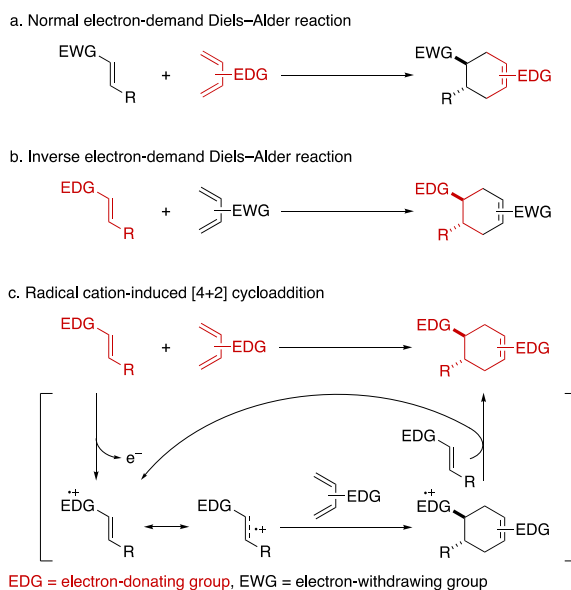 a. Normal electron-demand Diels–Alder reaction
EWG
R
+
EDG
EWG
R
EDG
b. Inverse electron-demand Diels–Alder reaction
EDG
R
+
EWG
EDG
R
EWG
c. Radical cation-induced [4+2] cycloaddition
EDG
R
+
EDG
EDG
R
EDG
e–
EDG
R
•+
EDG
R
EDG
•+
R
EDG
•+
EDG
R
EDG
EDG = electron-donating group, EWG = electron-withdrawing group